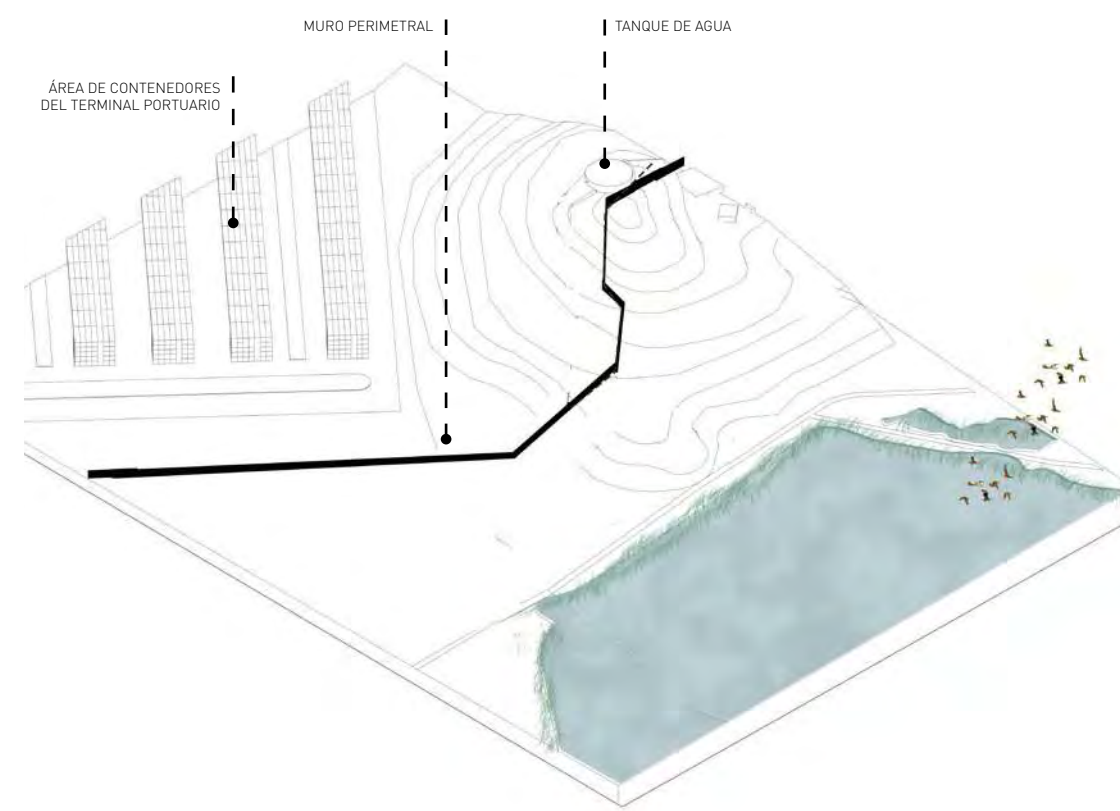 MURO PERIMETRAL
TANQUE DE AGUA
ÁREA DE CONTENEDORES
DEL TERMINAL PORTUARIO